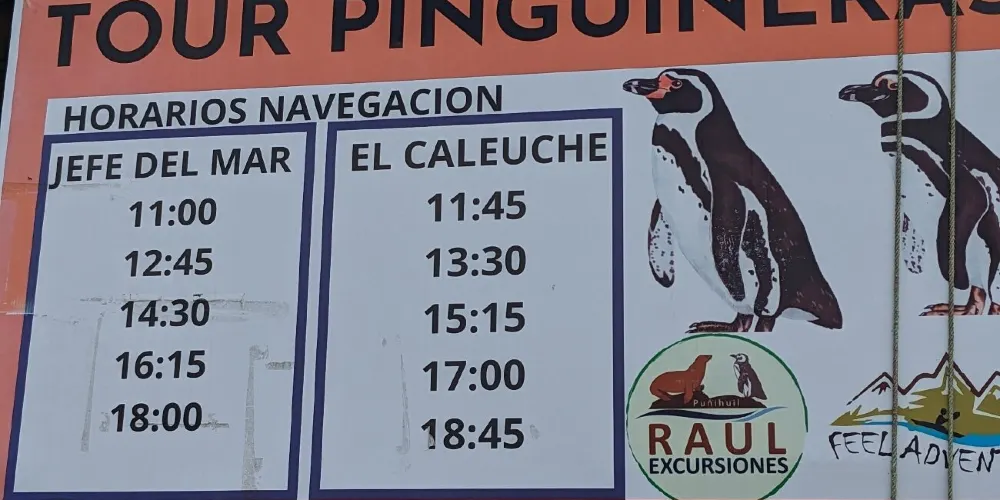 TOUR PINGUINERAS
HORARIOS NAVEGACION
JEFE DEL MAR
11:00
12:45
14:30
16:15
18:00
EL CALEUCHE
11:45
13:30
15:15
17:00
18:45
Puñihuil
RAUL
EXCURSIONES
FEEL ADVENT